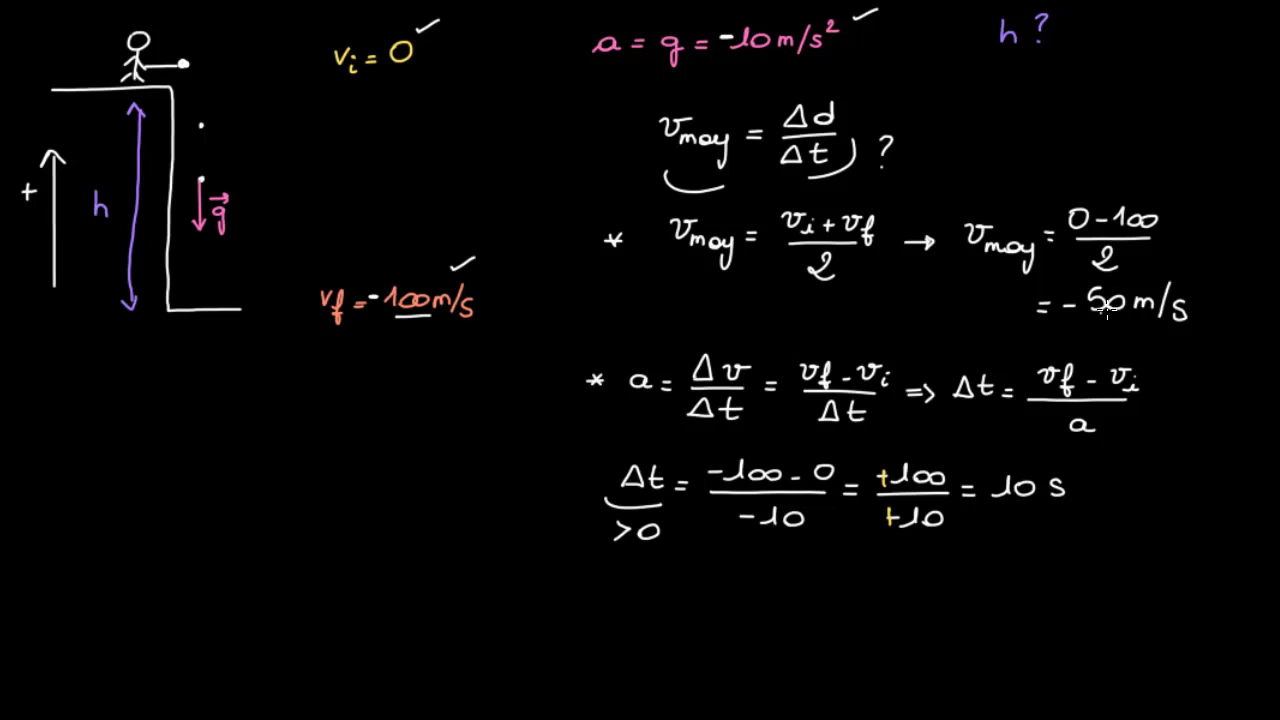 vi = 0
a = g = -10 m/s²
h ?
+
h
g⃗
vf = -100 m/s
vmoy = Δd/Δt ?
* vmoy = (vi + vf)/2 → vmoy = (0 - 100)/2
= - 50 m/s
* a = Δv/Δt = (vf - vi)/Δt => Δt = (vf - vi)/a
Δt = (-100 - 0)/-10 = +100/+10 = 10 s
>0